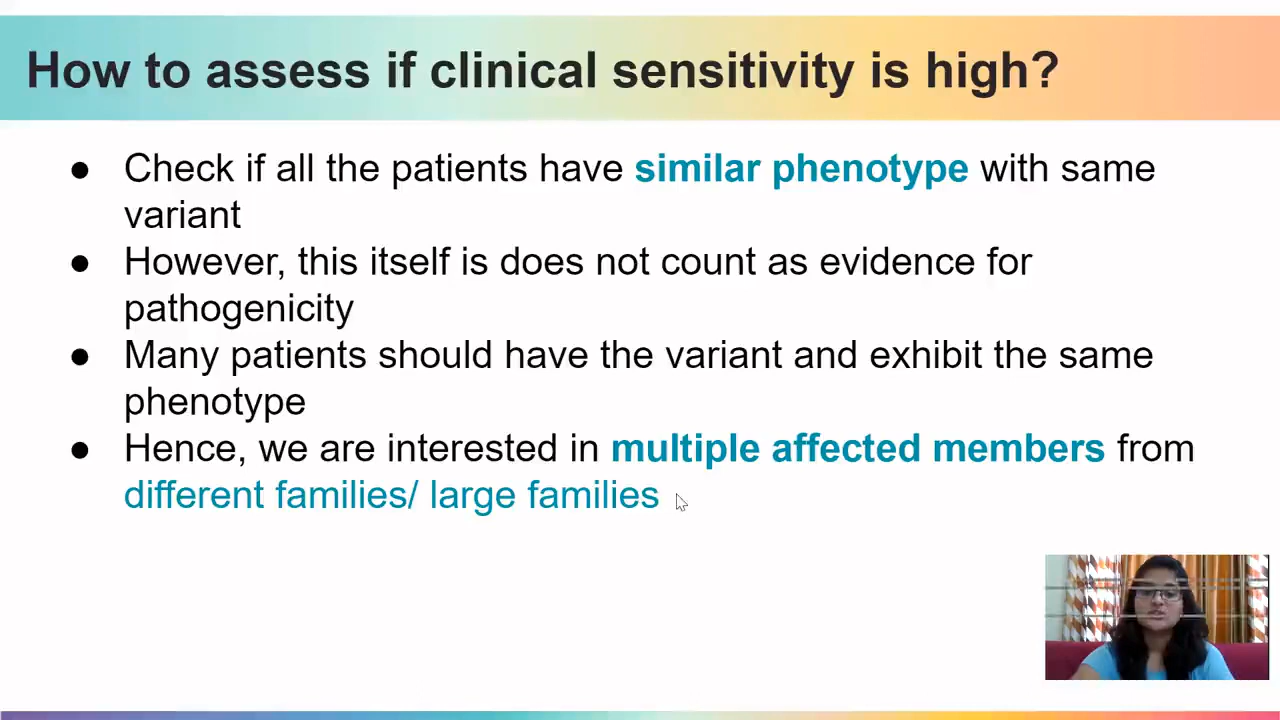 How to assess if clinical sensitivity is high?
● Check if all the patients have similar phenotype with same
variant
● However, this itself is does not count as evidence for
pathogenicity
● Many patients should have the variant and exhibit the same
phenotype
● Hence, we are interested in multiple affected members from
different families/ large families